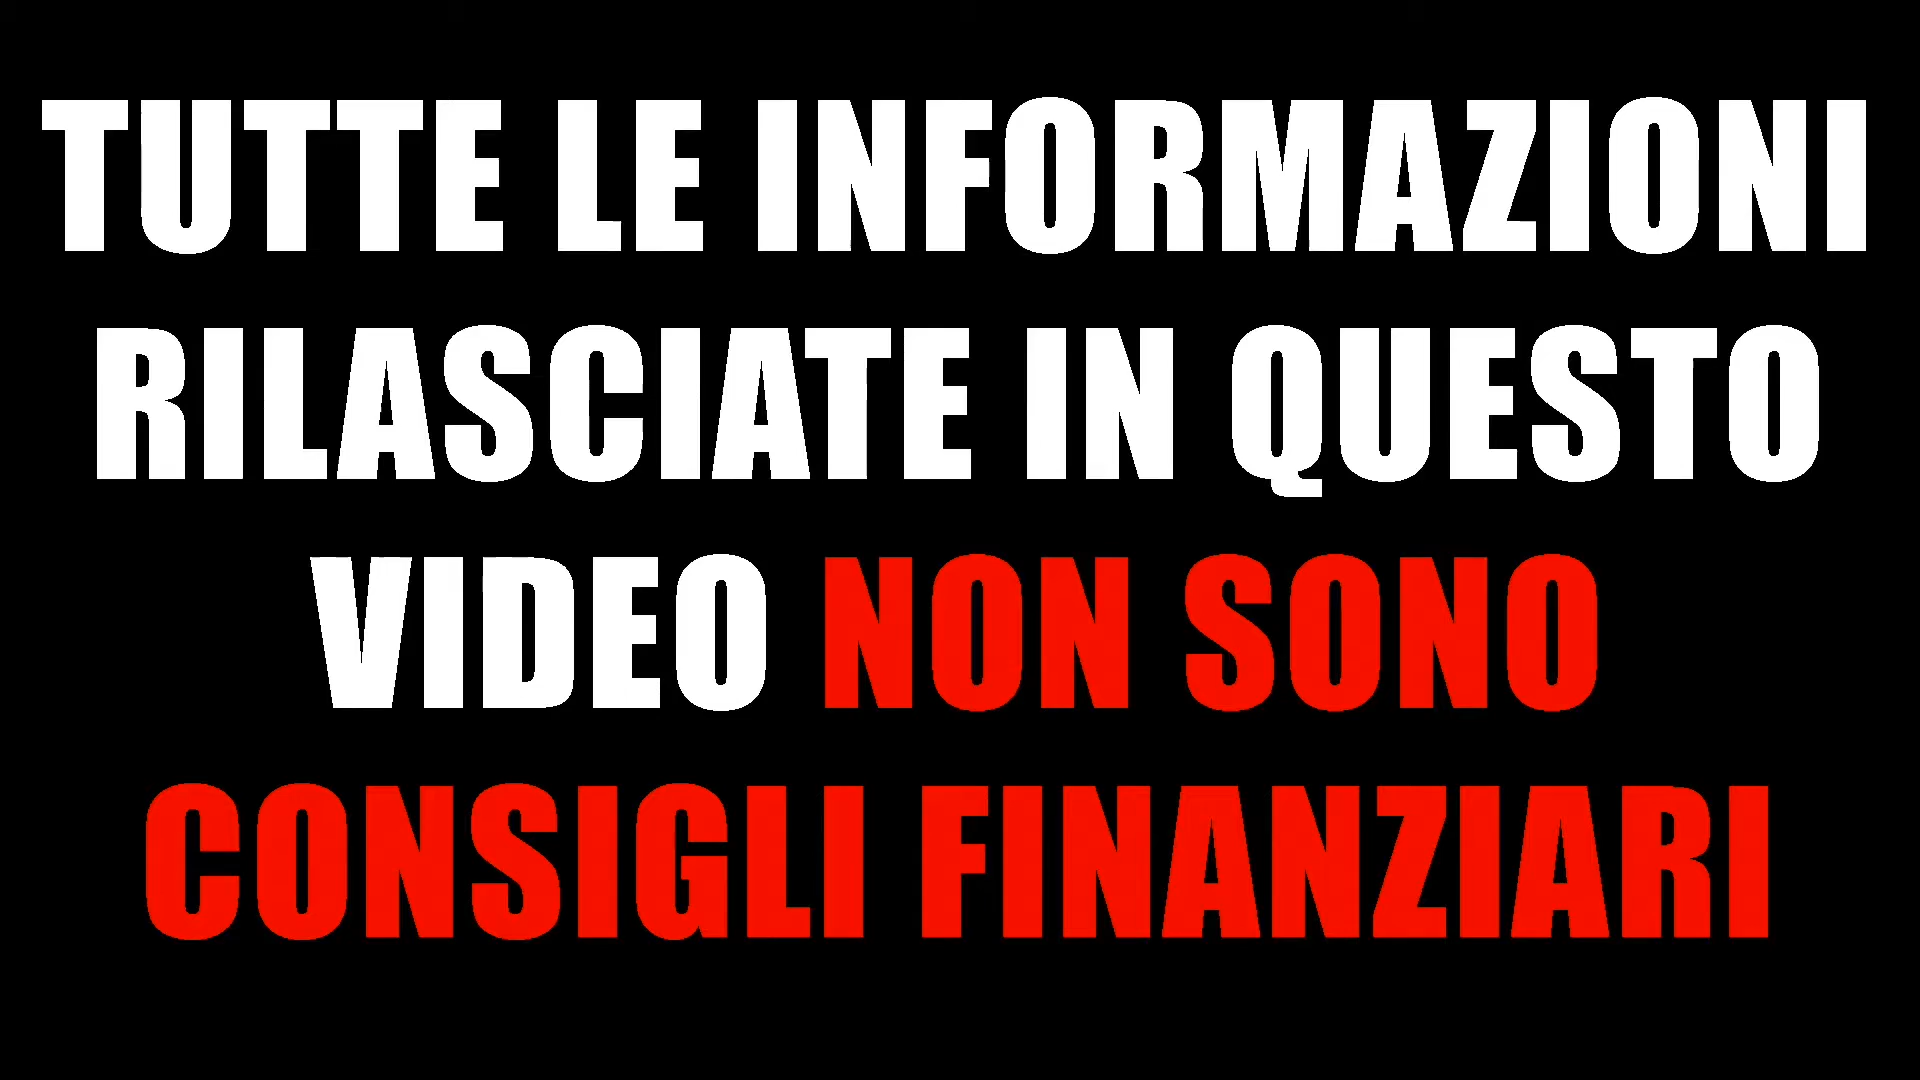 TUTTE LE INFORMAZIONI
RILASCIATE IN QUESTO
VIDEO NON SONO
CONSIGLI FINANZIARI